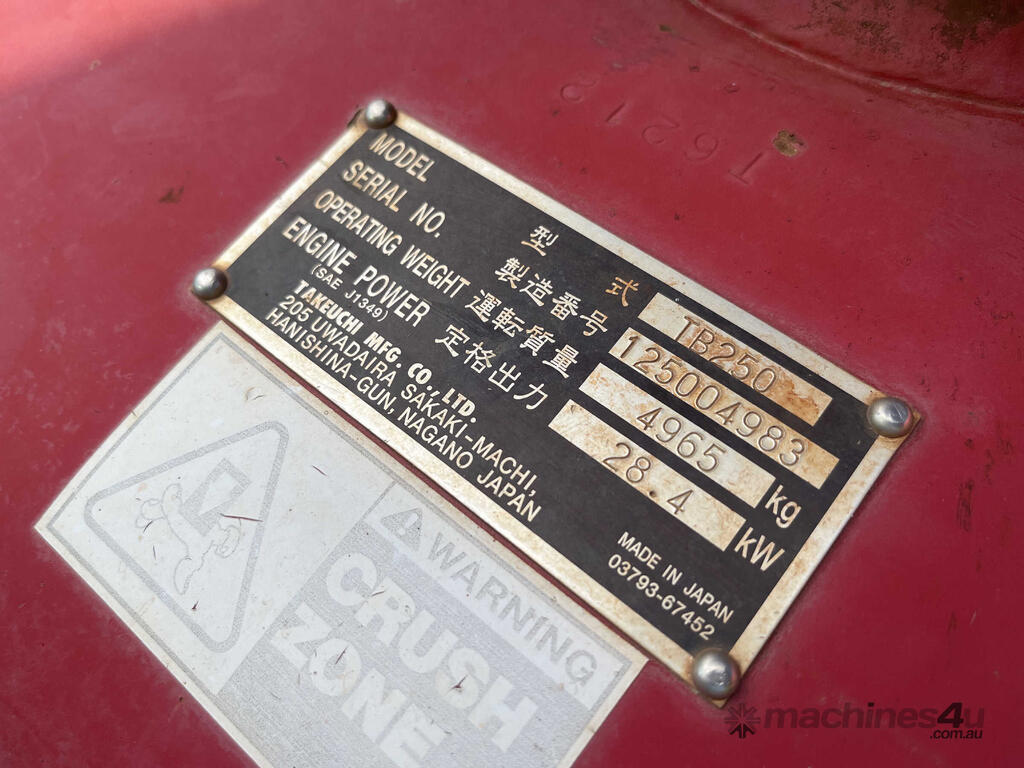 T6212
MODEL 型 式 TB250
SERIAL NO. 製造番号 125004983
OPERATING WEIGHT 運転質量 4965 kg
ENGINE POWER 定格出力 28.4 kW
(SAE J1349)
TAKEUCHI MFG. CO., LTD.
205 UWADAIRA, SAKAKI-MACHI,
HANISHINA-GUN, NAGANO JAPAN
MADE IN JAPAN
03793-67452
WARNING
CRUSH
ZONE
machines4u
.com.au